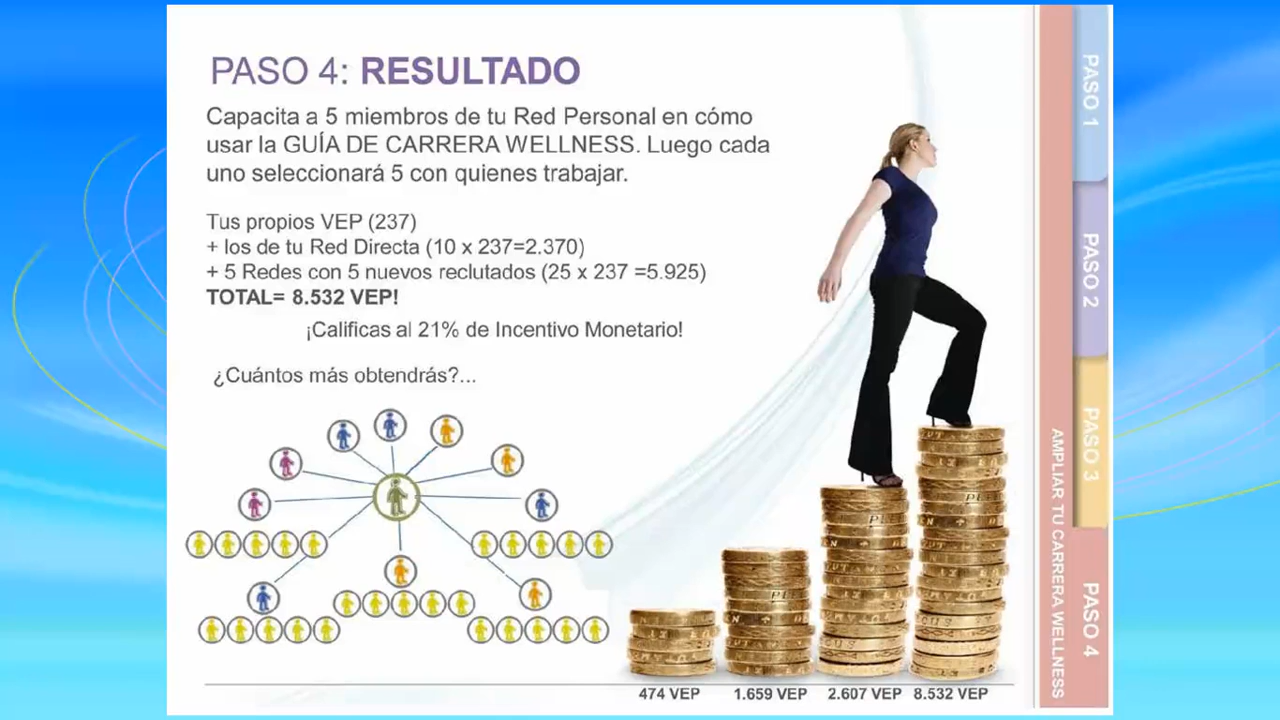 PASO 4: RESULTADO
Capacita a 5 miembros de tu Red Personal en cómo
usar la GUÍA DE CARRERA WELLNESS. Luego cada
uno seleccionará 5 con quienes trabajar.
Tus propios VEP (237)
+ los de tu Red Directa (10 x 237=2.370)
+ 5 Redes con 5 nuevos reclutados (25 x 237 =5.925)
TOTAL= 8.532 VEP!
¡Calificas al 21% de Incentivo Monetario!
¿Cuántos más obtendrás?...
474 VEP
1.659 VEP
2.607 VEP
8.532 VEP
PASO 1
PASO 2
PASO 3
PASO 4
AMPLIAR TU CARRERA WELLNESS